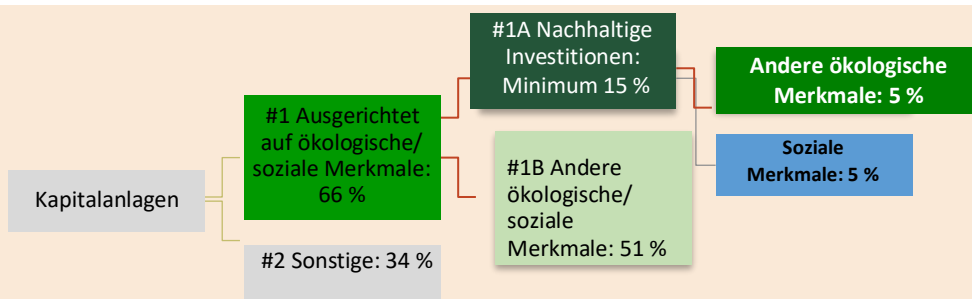 Kapitalanlagen
#1 Ausgerichtet
auf ökologische/
soziale Merkmale:
66 %
#2 Sonstige: 34 %
#1A Nachhaltige
Investitionen:
Minimum 15 %
#1B Andere
ökologische/
soziale
Merkmale: 51 %
Andere ökologische
Merkmale: 5 %
Soziale
Merkmale: 5 %